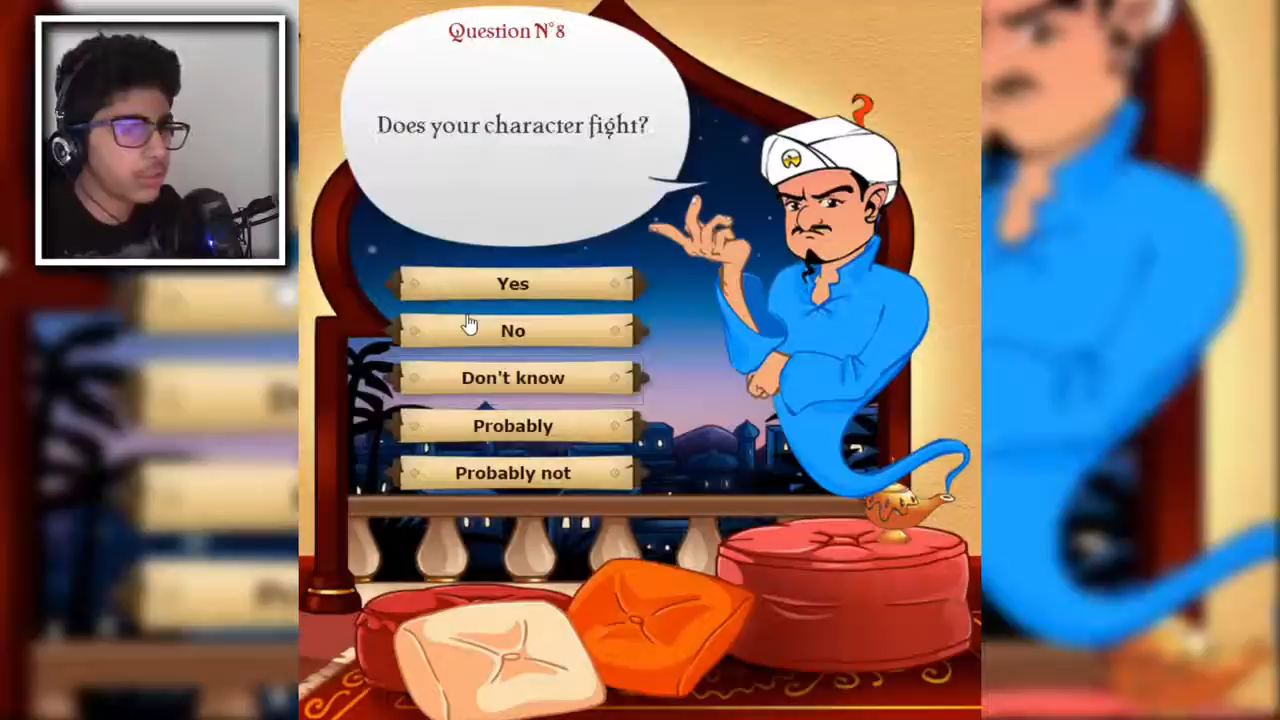 Question N°8
Does your character fight?
Yes
No
Don't know
Probably
Probably not